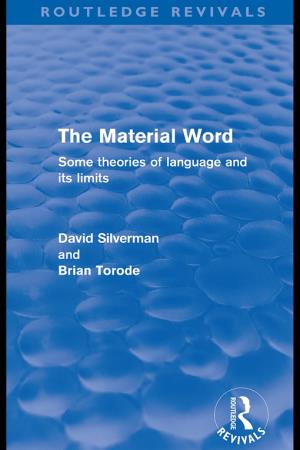 ROUTLEDGE REVIVALS
The Material Word
Some theories of language and
its limits
David Silverman
and
Brian Torode
ROUTLEDGE
REVIVALS